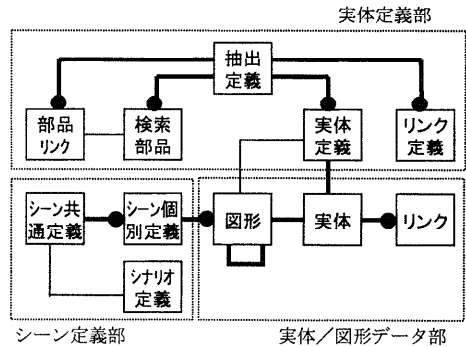 実体定義部
抽出
定義
部品
リンク
検索
部品
実体
定義
リンク
定義
シーン共
通定義
シーン個
別定義
図形
実体
リンク
シナリオ
定義
シーン定義部
実体／図形データ部